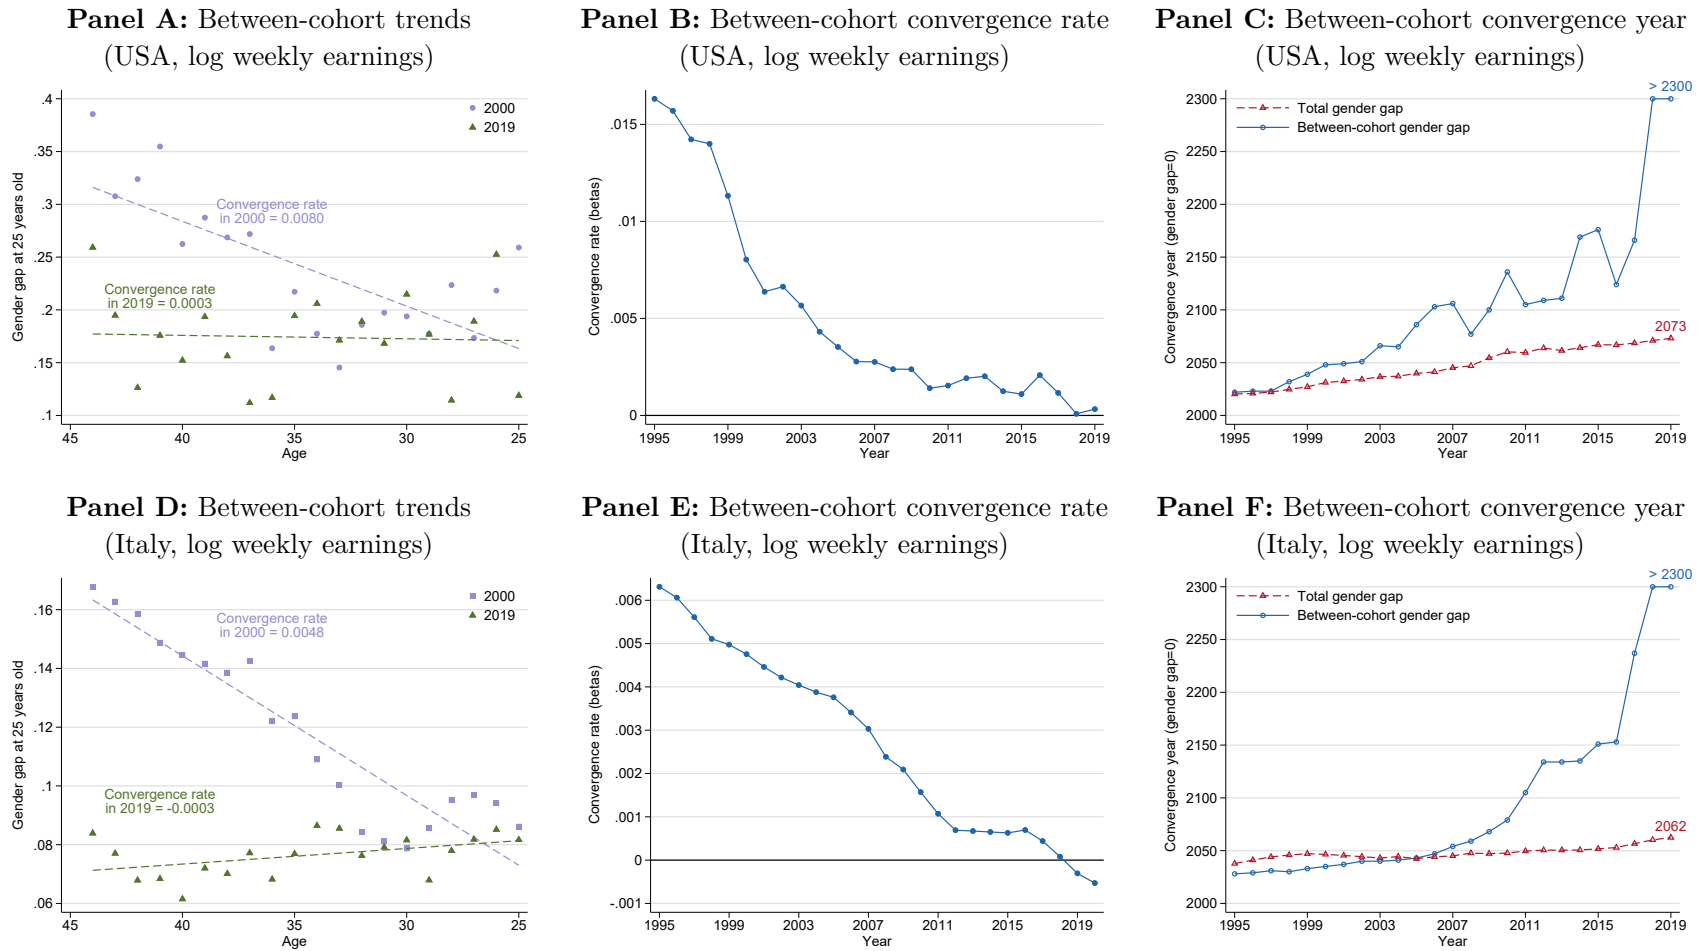 Panel A: Between-cohort trends
(USA, log weekly earnings)
Gender gap at 25 years old
.4
.35
.3
.25
.2
.15
.1
2000
2019
Convergence rate
in 2000 = 0.0080
Convergence rate
in 2019 = 0.0003
45 40 35 30 25
Age
Panel B: Between-cohort convergence rate
(USA, log weekly earnings)
Convergence rate (betas)
.015
.01
.005
0
1995 1999 2003 2007 2011 2015 2019
Year
Panel C: Between-cohort convergence year
(USA, log weekly earnings)
Convergence year (gender gap=0)
> 2300
2300
2250
2200
2150
2100
2050
2000
Total gender gap
Between-cohort gender gap
2073
1995 1999 2003 2007 2011 2015 2019
Year
Panel D: Between-cohort trends
(Italy, log weekly earnings)
Gender gap at 25 years old
.16
.14
.12
.1
.08
.06
2000
2019
Convergence rate
in 2000 = 0.0048
Convergence rate
in 2019 = -0.0003
45 40 35 30 25
Age
Panel E: Between-cohort convergence rate
(Italy, log weekly earnings)
Convergence rate (betas)
.006
.005
.004
.003
.002
.001
0
-.001
1995 1999 2003 2007 2011 2015 2019
Year
Panel F: Between-cohort convergence year
(Italy, log weekly earnings)
Convergence year (gender gap=0)
> 2300
2300
2250
2200
2150
2100
2050
2000
Total gender gap
Between-cohort gender gap
2062
1995 1999 2003 2007 2011 2015 2019
Year